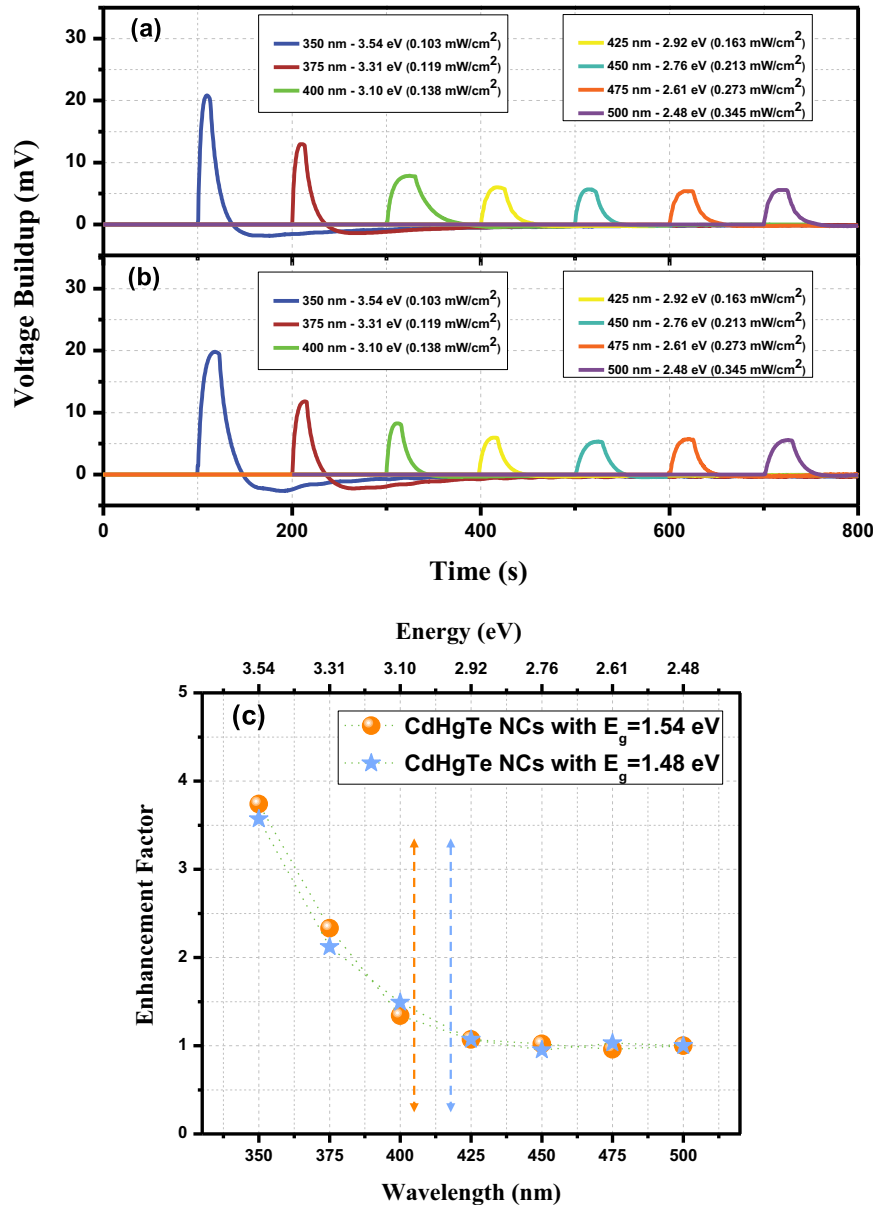 (a)
350 nm - 3.54 eV (0.103 mW/cm²)
375 nm - 3.31 eV (0.119 mW/cm²)
400 nm - 3.10 eV (0.138 mW/cm²)
425 nm - 2.92 eV (0.163 mW/cm²)
450 nm - 2.76 eV (0.213 mW/cm²)
475 nm - 2.61 eV (0.273 mW/cm²)
500 nm - 2.48 eV (0.345 mW/cm²)
30
20
10
0
(b)
350 nm - 3.54 eV (0.103 mW/cm²)
375 nm - 3.31 eV (0.119 mW/cm²)
400 nm - 3.10 eV (0.138 mW/cm²)
425 nm - 2.92 eV (0.163 mW/cm²)
450 nm - 2.76 eV (0.213 mW/cm²)
475 nm - 2.61 eV (0.273 mW/cm²)
500 nm - 2.48 eV (0.345 mW/cm²)
30
20
10
0
Voltage Buildup (mV)
0 200 400 600 800
Time (s)
Energy (eV)
3.54 3.31 3.10 2.92 2.76 2.61 2.48
(c)
CdHgTe NCs with E_g=1.54 eV
CdHgTe NCs with E_g=1.48 eV
5
4
3
2
1
0
Enhancement Factor
350 375 400 425 450 475 500
Wavelength (nm)